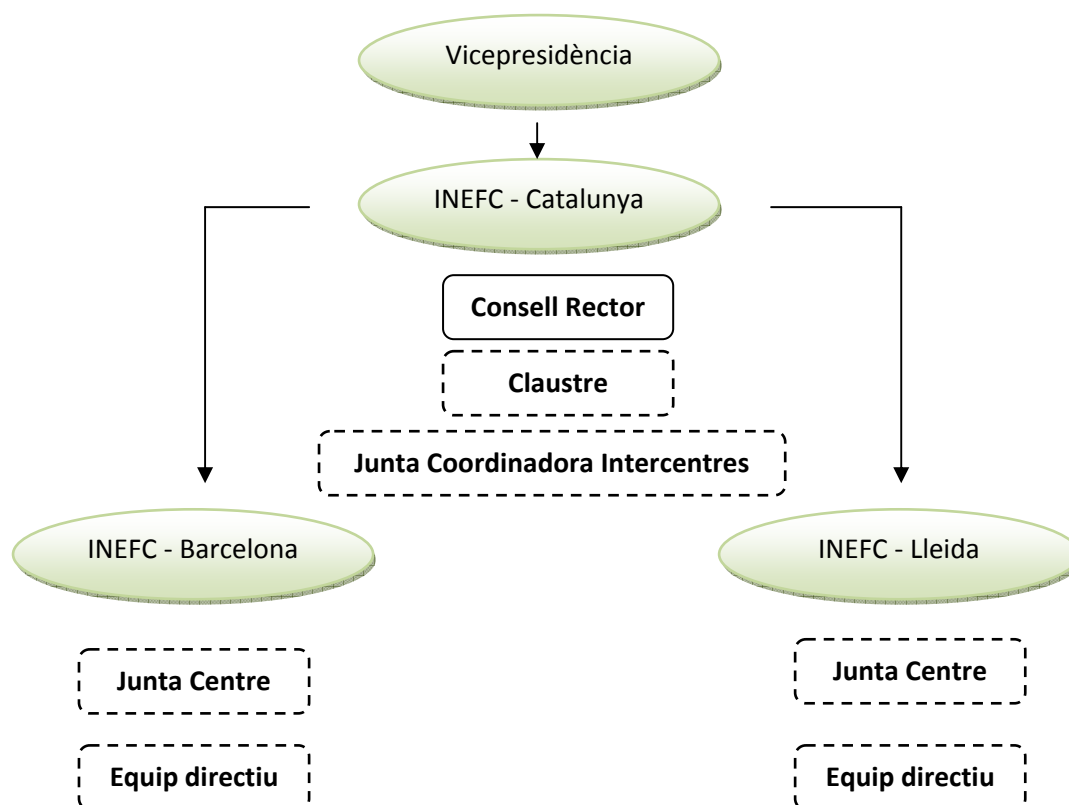 Vicepresidència
INEFC - Catalunya
Consell Rector
Claustre
Junta Coordinadora Intercentres
INEFC - Barcelona
INEFC - Lleida
Junta Centre
Junta Centre
Equip directiu
Equip directiu